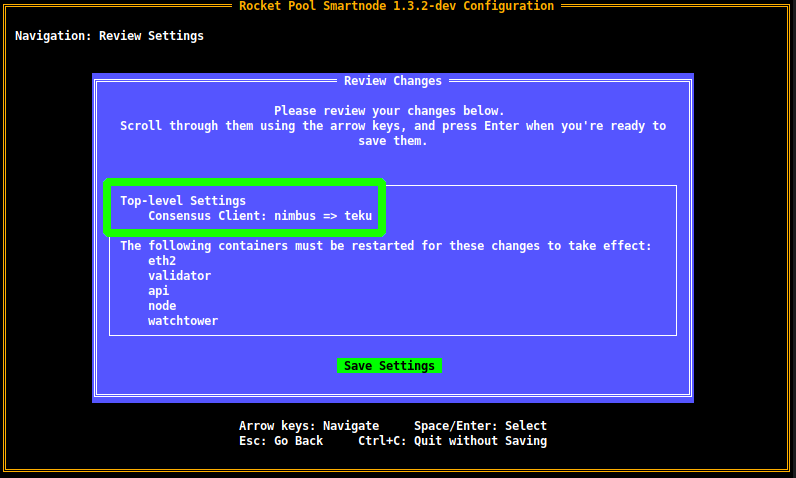 Rocket Pool Smartnode 1.3.2-dev Configuration
Navigation: Review Settings
Review Changes
Please review your changes below.
Scroll through them using the arrow keys, and press Enter when you're ready to
save them.
Top-level Settings
Consensus Client: nimbus => teku
The following containers must be restarted for these changes to take effect:
eth2
validator
api
node
watchtower
Save Settings
Arrow keys: Navigate     Space/Enter: Select
Esc: Go Back     Ctrl+C: Quit without Saving